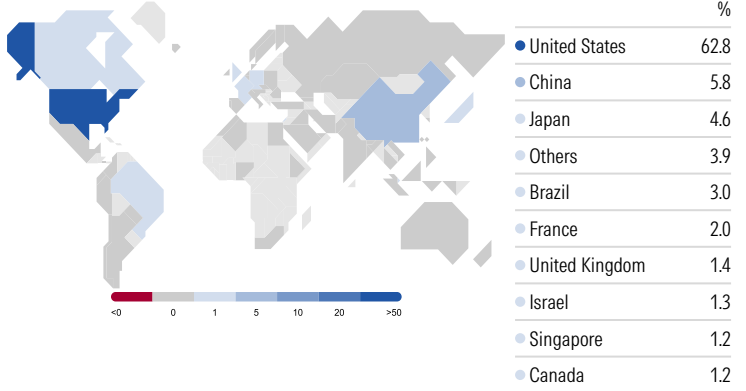 %
United States 62.8
China 5.8
Japan 4.6
Others 3.9
Brazil 3.0
France 2.0
United Kingdom 1.4
Israel 1.3
Singapore 1.2
Canada 1.2
<0 0 1 5 10 20 >50